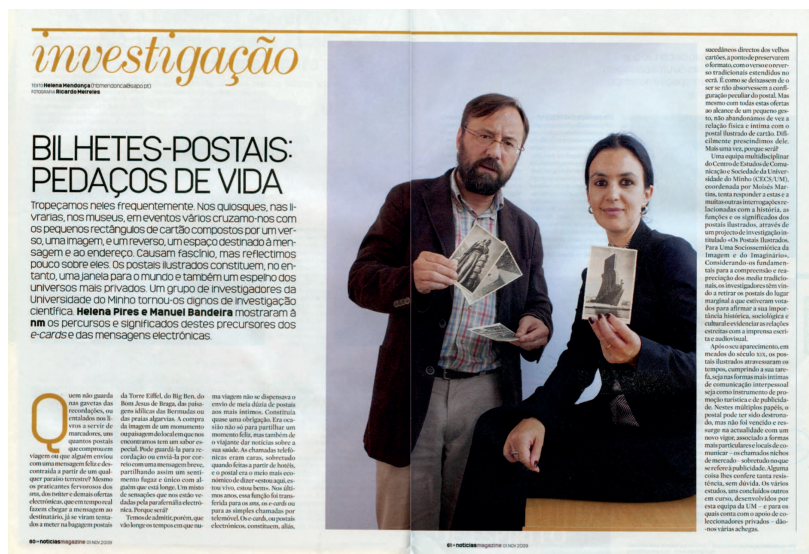 investigação
TEXTO Helena Mendonça (hbmendonca@sapo.pt)
FOTOGRAFIA Ricardo Meireles
BILHETES-POSTAIS:
PEDAÇOS DE VIDA
Tropeçamos neles frequentemente. Nos quiosques, nas li-
vrarias, nos museus, em eventos vários cruzamo-nos com
os pequenos rectângulos de cartão compostos por um ver-
so, uma imagem, e um reverso, um espaço destinado à men-
sagem e ao endereço. Causam fascínio, mas reflectimos
pouco sobre eles. Os postais ilustrados constituem, no en-
tanto, uma janela para o mundo e também um espelho dos
universos mais privados. Um grupo de investigadores da
Universidade do Minho tornou-os dignos de investigação
científica. Helena Pires e Manuel Bandeira mostraram à
nm os percursos e significados destes precursores dos
e-cards e das mensagens electrónicas.
Quem não guarda
nas gavetas das
recordações, ou
entalados nos li-
vros a servir de
marcadores, uns
quantos postais
que comprou em
viagem ou que alguém enviou
com uma mensagem feliz e des-
contraída a partir de um qual-
quer paraíso terrestre? Mesmo
os praticantes fervorosos dos
sms, dos twitter e demais ofertas
electrónicas, que em tempo real
fazem chegar a mensagem ao
destinatário, já se viram tenta-
dos a meter na bagagem postais
da Torre Eiffel, do Big Ben, do
Bom Jesus de Braga, das paisa-
gens idílicas das Bermudas ou
das praias algarvias. A compra
da imagem de um monumento
ou paisagem do local em que nos
encontramos tem um sabor es-
pecial. Pode guardá-la para re-
cordação ou enviá-la por cor-
reio com uma mensagem breve,
partilhando assim um senti-
mento fugaz e único com al-
guém que está longe. Um misto
de sensações que nos estão ve-
dadas pela parafernália electró-
nica. Porque será?
Temos de admitir, porém, que
vão longe os tempos em que nu-
ma viagem não se dispensava o
envio de meia dúzia de postais
aos mais íntimos. Constituía
quase uma obrigação. Era oca-
sião não só para partilhar um
momento feliz, mas também de
o viajante dar notícias sobre a
sua saúde. As chamadas telefó-
nicas eram caras, sobretudo
quando feitas a partir de hotéis,
e o postal era o meio mais eco-
nómico de dizer «estou aqui, es-
tou vivo, estou bem». Nos últi-
mos anos, essa função foi trans-
ferida para os sms, os e-cards ou
para as simples chamadas por
telemóvel. Os e-cards, ou postais
electrónicos, constituem, aliás,
sucedâneos directos dos velhos
cartões, a ponto de preservarem
o formato, com o verso e o rever-
so tradicionais estendidos no
ecrã. É como se deixassem de o
ser se não absorvessem a confi-
guração peculiar do postal. Mas
mesmo com todas estas ofertas
ao alcance de um pequeno ges-
to, não abandonámos de vez a
relação física e íntima com o
postal ilustrado de cartão. Difi-
cilmente prescindimos dele.
Mais uma vez, porque será?
Uma equipa multidisciplinar
do Centro de Estudos de Comu-
nicação e Sociedade da Univer-
sidade do Minho (CECS/UM),
coordenada por Moisés Mar-
tins, tenta responder a estas e a
muitas outras interrogações re-
lacionadas com a história, as
funções e os significados dos
postais ilustrados, através de
um projecto de investigação in-
titulado «Os Postais Ilustrados,
Para Uma Sociossemiótica da
Imagem e do Imaginário».
Considerando-os fundamen-
tais para a compreensão e rea-
preciação dos media tradicio-
nais, os investigadores têm vin-
do a retirar os postais do lugar
marginal a que estiveram vota-
dos para afirmar a sua impor-
tância histórica, sociológica e
cultural e evidenciar as relações
estreitas com a imprensa escri-
ta e audiovisual.
Após o seu aparecimento, em
meados do século XIX, os pos-
tais ilustrados atravessaram os
tempos, cumprindo a sua tare-
fa, seja nas formas mais íntimas
de comunicação interpessoal
seja como instrumento de pro-
moção turística e de publicida-
de. Nestes múltiplos papéis, o
postal pode ter sido destrona-
do, mas não foi vencido e res-
surge na actualidade com um
novo vigor, associado a formas
mais particulares e locais de co-
municar – os chamados nichos
de mercado – sobretudo no que
se refere à publicidade. Alguma
coisa lhes confere tanta resis-
tência, sem dúvida. Os vários
estudos, uns concluídos outros
em curso, desenvolvidos por
esta equipa da UM – e para os
quais conta com o apoio de co-
leccionadores privados – dão-
-nos várias achegas.
60 » noticiasmagazine 01.NOV.2009
61 » noticiasmagazine 01.NOV.2009